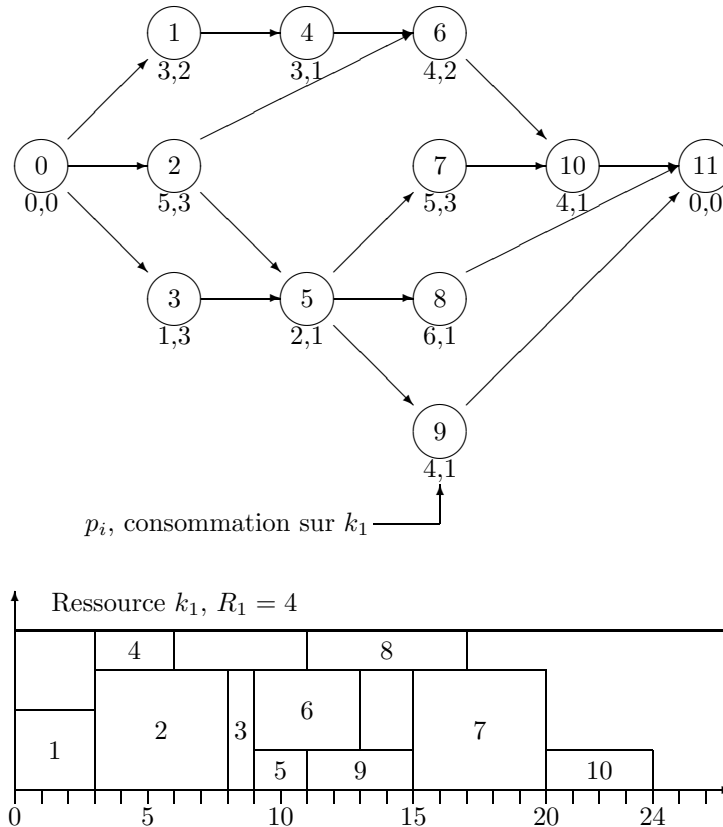 1 4 6
3,2 3,1 4,2
0 2 7 10 11
0,0 5,3 5,3 4,1 0,0
3 5 8
1,3 2,1 6,1
9
4,1
p_i, consommation sur k_1
Ressource k_1, R_1 = 4
4 8
6
2 3 7
1
5 9 10
0 5 10 15 20 24